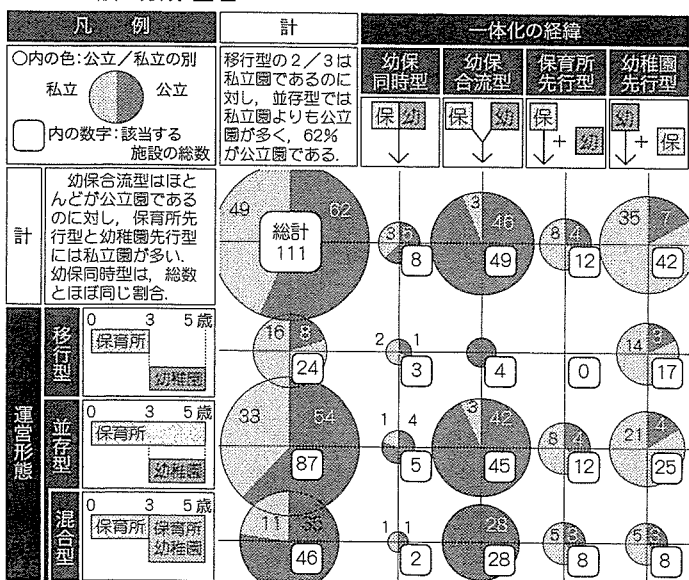 凡 例
計
一体化の経緯
○内の色：公立／私立の別
私立
公立
内の数字：該当する
施設の総数
移行型の２／３は
私立園であるのに
対し，並存型では
私立園よりも公立
園が多く，62%
が公立園である．
幼保
同時型
幼保
合流型
保育所
先行型
幼稚園
先行型
保 幼
保 幼
保
+ 幼
幼
+ 保
計
幼保合流型はほと
んどが公立園である
のに対し，保育所先
行型と幼稚園先行型
には私立園が多い．
幼保同時型は，総数
とほぼ同じ割合．
49
62
総計
111
3 5
8
3
46
49
8 4
12
35 7
42
運営形態
移行型
0 3 5歳
保育所
幼稚園
16 8
24
2 1
3
4
0
14 3
17
並存型
0 3 5歳
保育所
幼稚園
33 54
87
1 4
5
3 42
45
8 4
12
21 4
25
混合型
0 3 5歳
保育所 保育所
幼稚園
11
46
1 1
2
28
28
5 3
8
5 3
8